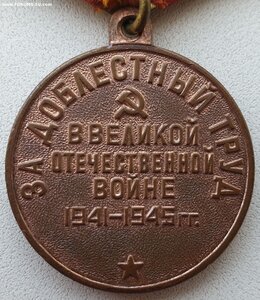 ЗА ДОБЛЕСТНЫЙ ТРУД
В ВЕЛИКОЙ
ОТЕЧЕСТВЕННОЙ
ВОЙНЕ
1941-1945 ГГ.